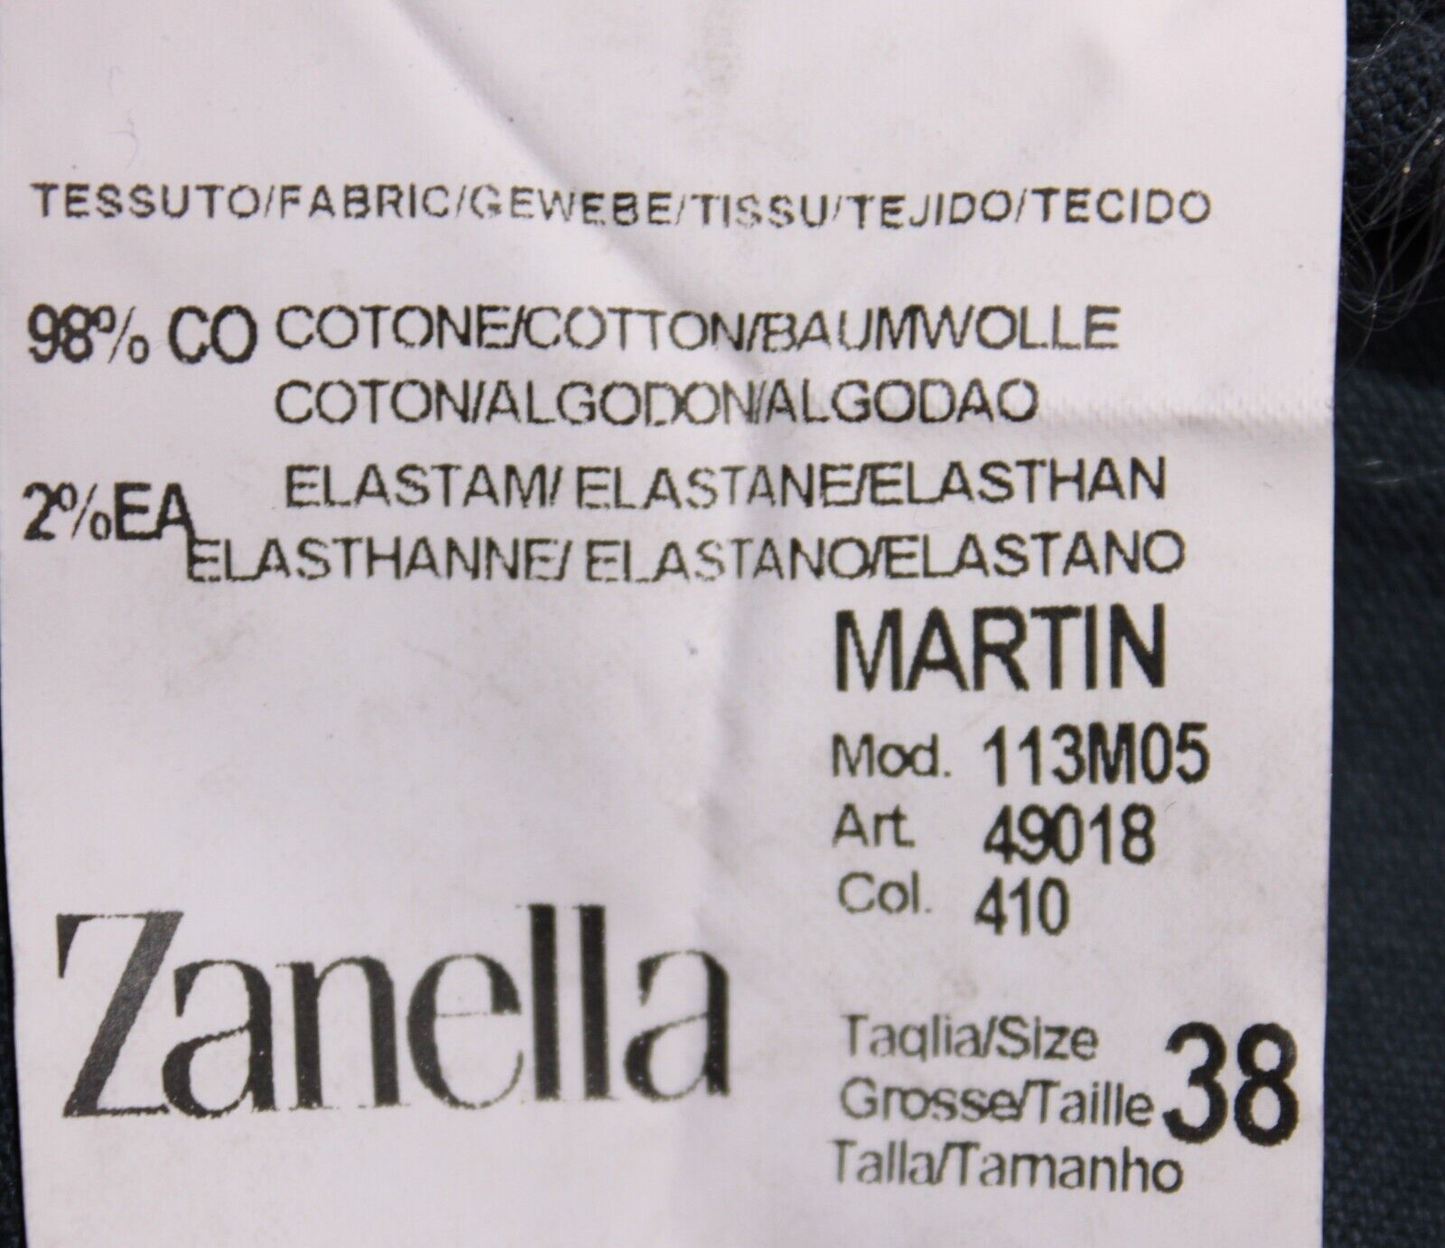 TESSUTO/FABRIC/GEWEBE/TISSU/TEJIDO/TECIDO
98% CO COTONE/COTTON/BAUMWOLLE
COTON/ALGODON/ALGODAO
2%EA ELASTAM/ ELASTANE/ELASTHAN
ELASTHANNE/ ELASTANO/ELASTANO
MARTIN
Mod. 113M05
Art. 49018
Col. 410
Zanella
Taglia/Size
Grosse/Taille 38
Talla/Tamanho